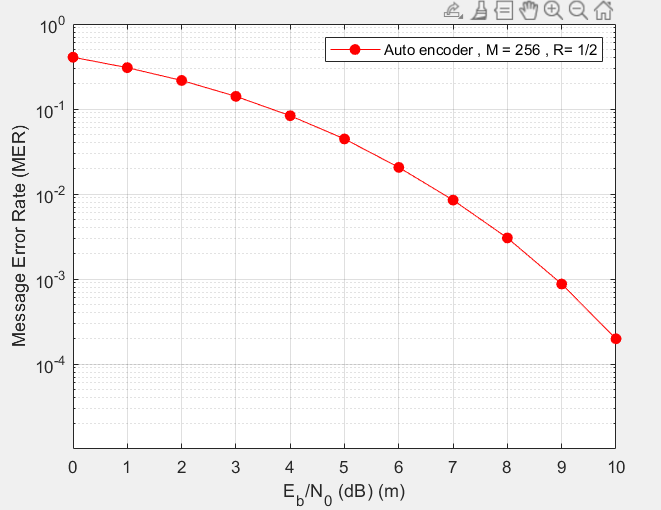 10^0
10^-1
10^-2
10^-3
10^-4
Message Error Rate (MER)
Auto encoder , M = 256 , R= 1/2
0 1 2 3 4 5 6 7 8 9 10
E_b/N_0 (dB) (m)